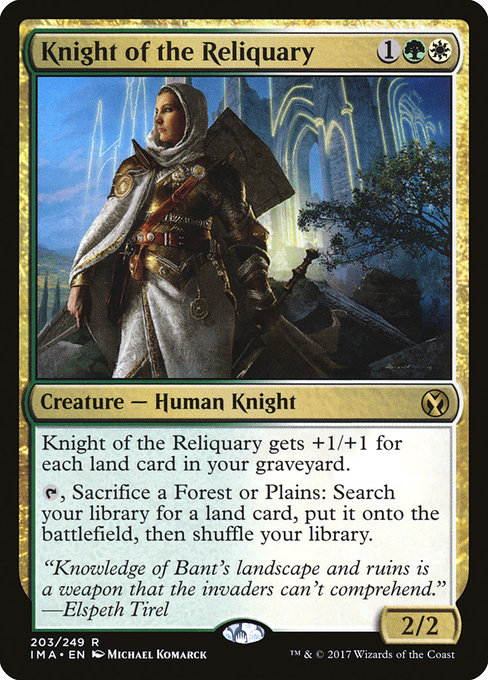 Knight of the Reliquary 1
Creature — Human Knight
Knight of the Reliquary gets +1/+1 for
each land card in your graveyard.
, Sacrifice a Forest or Plains: Search
your library for a land card, put it onto the
battlefield, then shuffle your library.
“Knowledge of Bant’s landscape and ruins is
a weapon that the invaders can’t comprehend.”
—Elspeth Tirel
2/2
203/249 R
IMA • EN Michael Komarck
™ & © 2017 Wizards of the Coast